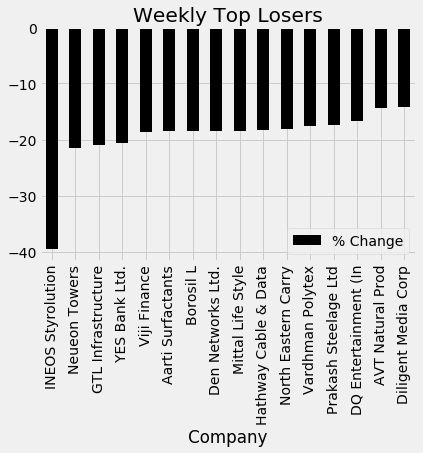 Weekly Top Losers
0
−10
−20
−30
−40
% Change
INEOS Styrolution
Neueon Towers
GTL Infrastructure
YES Bank Ltd.
Viji Finance
Aarti Surfactants
Borosil L
Den Networks Ltd.
Mittal Life Style
Hathway Cable & Data
North Eastern Carry
Vardhman Polytex
Prakash Steelage Ltd
DQ Entertainment (In
AVT Natural Prod
Diligent Media Corp
Company